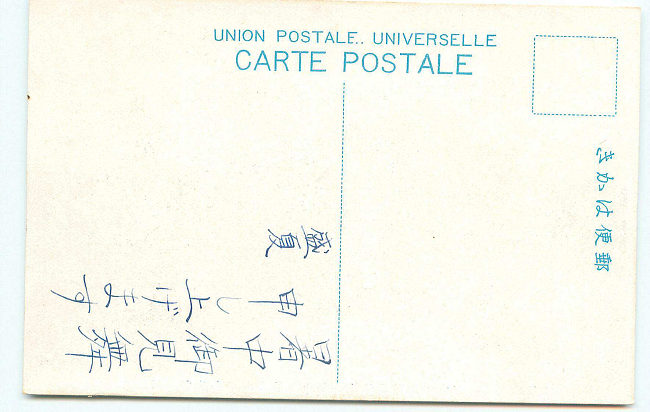 UNION POSTALE.. UNIVERSELLE
CARTE POSTALE
郵便はかき
暑中御見舞
申し上げます
盛夏